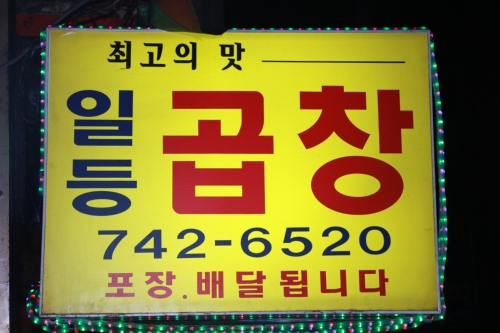 최고의 맛
일등 곱창
742-6520
포장.배달 됩니다